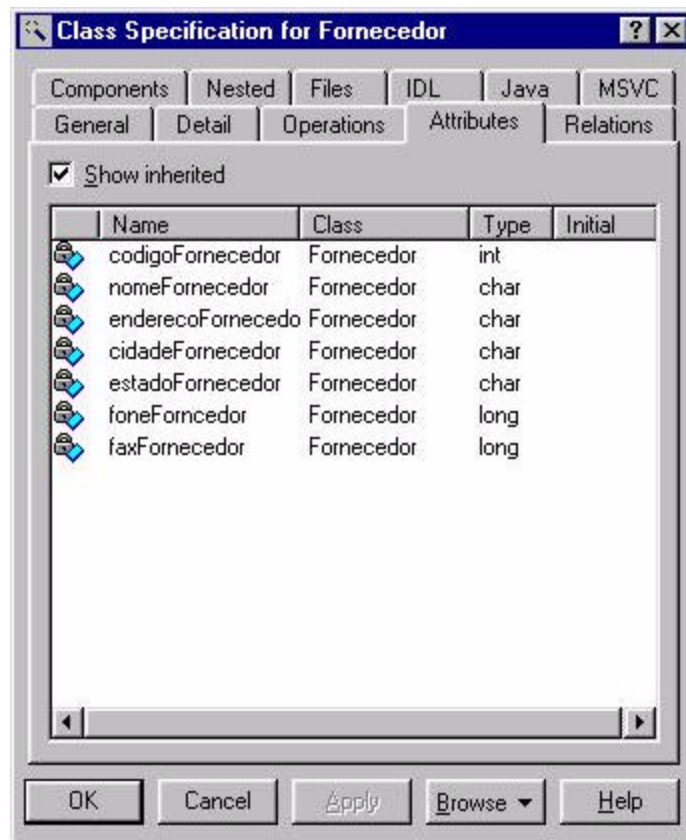 Class Specification for Fornecedor
Components Nested Files IDL Java MSVC
General Detail Operations Attributes Relations
Show inherited
Name Class Type Initial
codigoFornecedor Fornecedor int
nomeFornecedor Fornecedor char
enderecoFornecedo Fornecedor char
cidadeFornecedor Fornecedor char
estadoFornecedor Fornecedor char
foneForncedor Fornecedor long
faxFornecedor Fornecedor long
OK Cancel Apply Browse Help